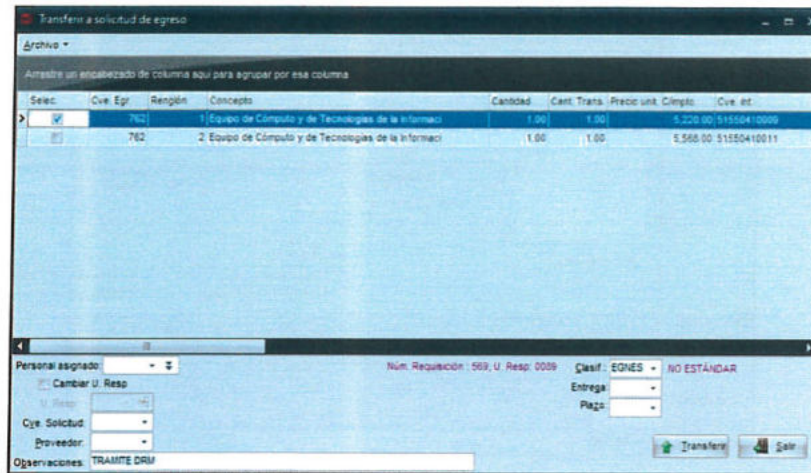 Transferir a solicitud de egreso
Archivo
Arrastre un encabezado de columna aquí para agrupar por esa columna
Selec. Cve. Egr Renglón Concepto Cantidad Cant. Trans. Precio unit. C/Impto. Cve. int.
762 1 Equipo de Cómputo y de Tecnologías de la Informaci 1.00 1.00 5,220.00 51550410009
762 2 Equipo de Cómputo y de Tecnologías de la Informaci 1.00 5,568.00 51550410011
Personal asignado: Núm. Requisición : 569, U. Resp: 0089 Clasif.: EGNES NO ESTÁNDAR
Cambiar U. Resp Entrega:
U. Resp: Plazo:
Cve. Solicitud:
Proveedor: Transferir Salir
Observaciones: TRAMITE DRM